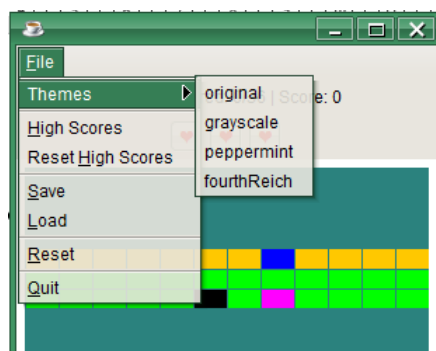 File
Themes
original
Score: 0
grayscale
High Scores
peppermint
Reset High Scores
fourthReich
Save
Load
Reset
Quit